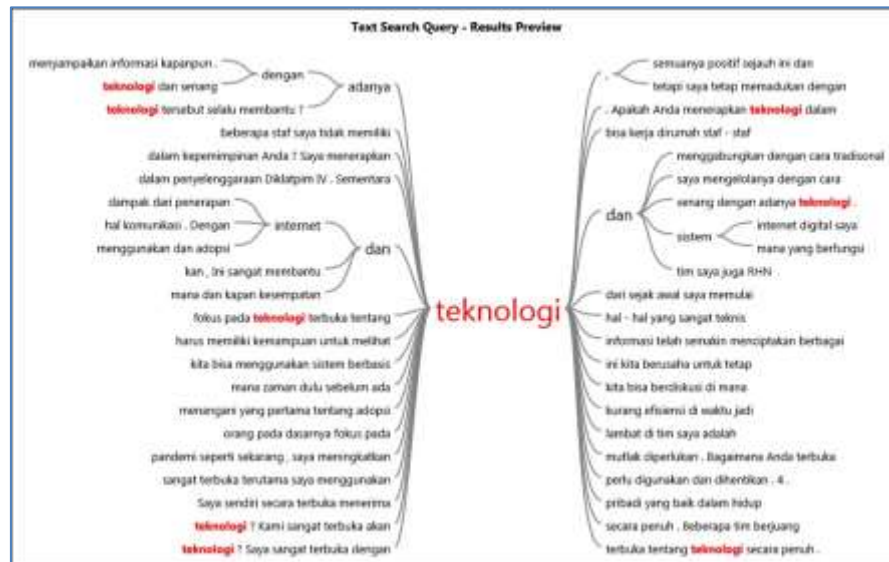 Text Search Query - Results Preview
menyampaikan informasi kapanpun .
teknologi dan senang
dengan
teknologi tersebut selalu membantu ?
adanya
beberapa staf saya tidak memiliki
dalam kepemimpinan Anda ? Saya menerapkan
dalam penyelenggaraan Diklatpim IV . Sementara
dampak dari penerapan
hal komunikasi . Dengan
internet
menggunakan dan adopsi
dan
kan , Ini sangat membantu
mana dan kapan kesempatan
fokus pada teknologi terbuka tentang
harus memiliki kemampuan untuk melihat
kita bisa menggunakan sistem berbasis
mana zaman dulu sebelum ada
menangani yang pertama tentang adopsi
orang pada dasarnya fokus pada
pandemi seperti sekarang , saya meningkatkan
sangat terbuka terutama saya menggunakan
Saya sendiri secara terbuka menerima
teknologi ? Kami sangat terbuka akan
teknologi ? Saya sangat terbuka dengan
teknologi
,
semuanya positif sejauh ini dan
tetapi saya tetap memadukan dengan
. Apakah Anda menerapkan teknologi dalam
bisa kerja dirumah staf - staf
dan
menggabungkan dengan cara tradisonal
saya mengelolanya dengan cara
senang dengan adanya teknologi .
sistem
internet digital saya
mana yang berfungsi
tim saya juga RHN .
dari sejak awal saya memulai
hal - hal yang sangat teknis
informasi telah semakin menciptakan berbagai
ini kita berusaha untuk tetap
kita bisa berdiskusi di mana
kurang efisiensi di waktu jadi
lambat di tim saya adalah
mutlak diperlukan . Bagaimana Anda terbuka
perlu digunakan dan dihentikan . 4 .
pribadi yang baik dalam hidup
secara penuh . Beberapa tim berjuang
terbuka tentang teknologi secara penuh .